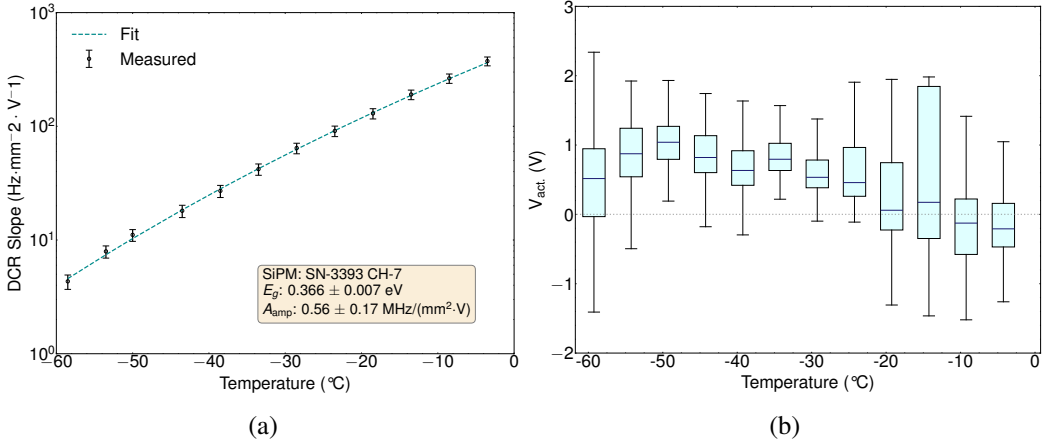 10³
10²
10¹
10⁰
DCR Slope (Hz·mm−2 · V−1)
Fit
Measured
SiPM: SN-3393 CH-7
E_g: 0.366 ± 0.007 eV
A_amp: 0.56 ± 0.17 MHz/(mm²·V)
−60 −50 −40 −30 −20 −10 0
Temperature (°C)
(a)
3
2
1
0
−1
−2
V_act. (V)
-60 -50 -40 -30 -20 -10 0
Temperature (°C)
(b)